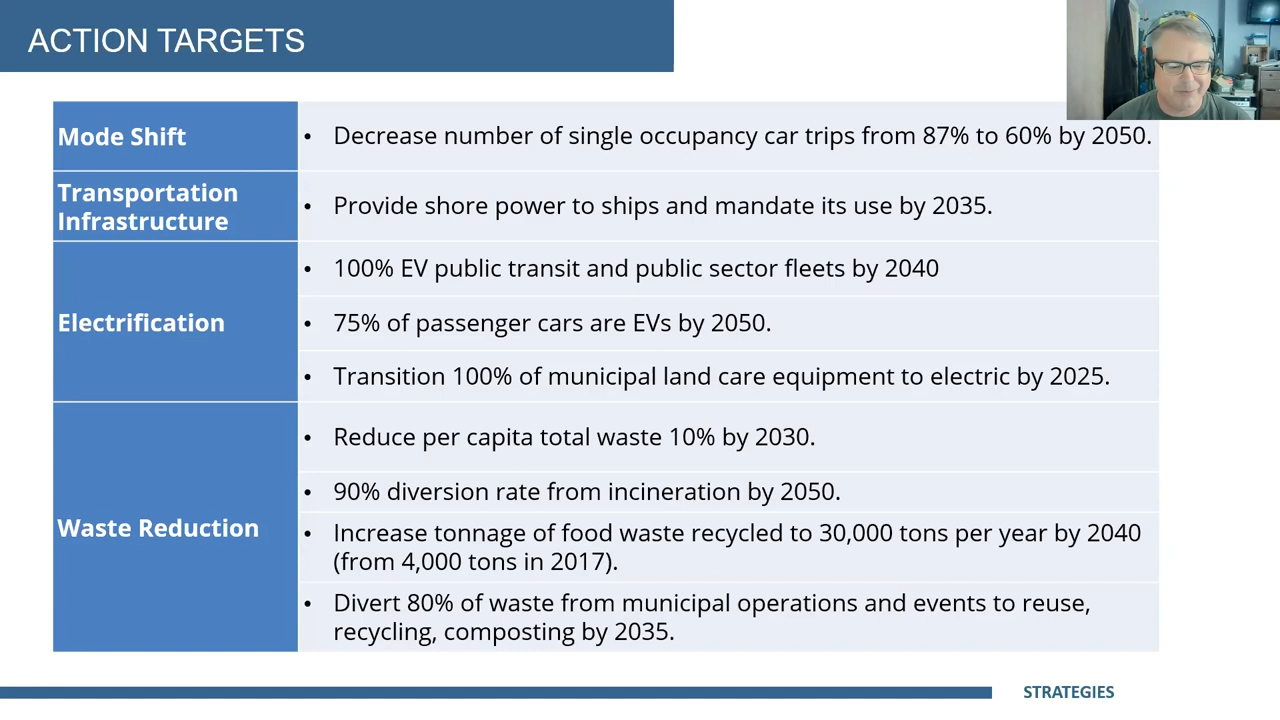 ACTION TARGETS
Mode Shift
• Decrease number of single occupancy car trips from 87% to 60% by 2050.
Transportation
Infrastructure
• Provide shore power to ships and mandate its use by 2035.
Electrification
• 100% EV public transit and public sector fleets by 2040
• 75% of passenger cars are EVs by 2050.
• Transition 100% of municipal land care equipment to electric by 2025.
Waste Reduction
• Reduce per capita total waste 10% by 2030.
• 90% diversion rate from incineration by 2050.
• Increase tonnage of food waste recycled to 30,000 tons per year by 2040
(from 4,000 tons in 2017).
• Divert 80% of waste from municipal operations and events to reuse,
recycling, composting by 2035.
STRATEGIES